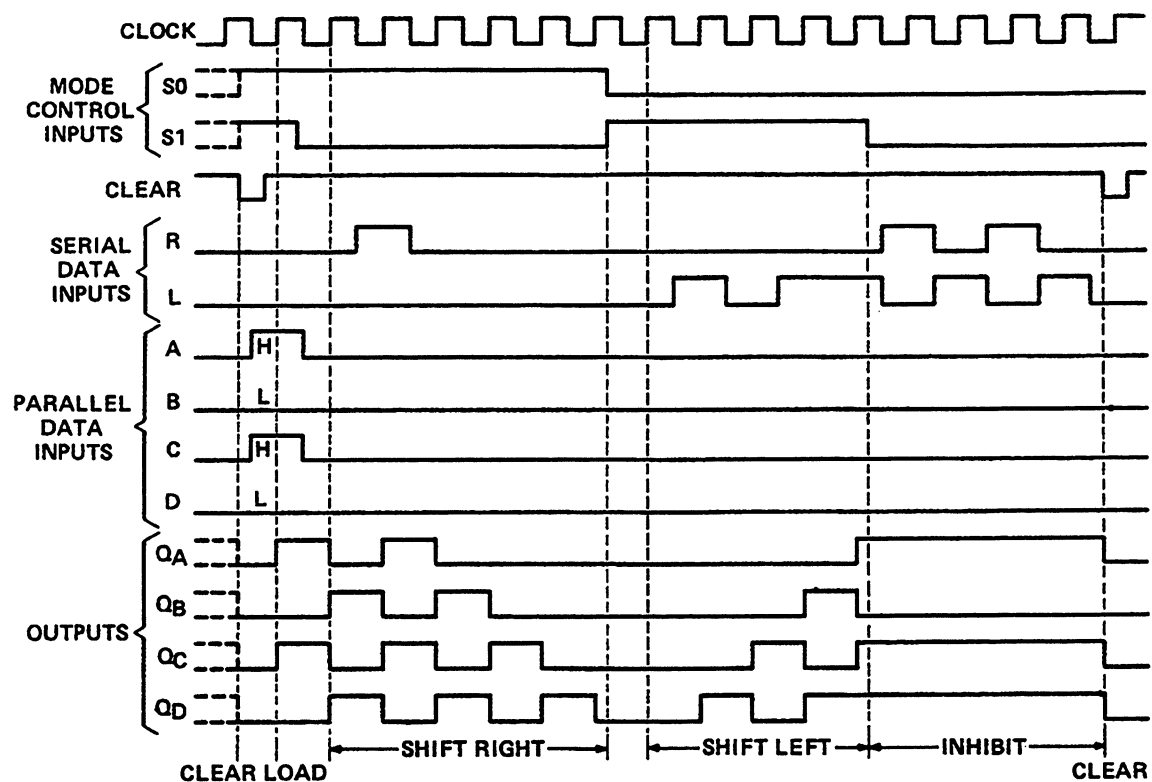 CLOCK
MODE
CONTROL
INPUTS
S0
S1
CLEAR
SERIAL
DATA
INPUTS
R
L
PARALLEL
DATA
INPUTS
A
H
B
L
C
H
D
L
OUTPUTS
QA
QB
QC
QD
SHIFT RIGHT
SHIFT LEFT
INHIBIT
CLEAR LOAD
CLEAR